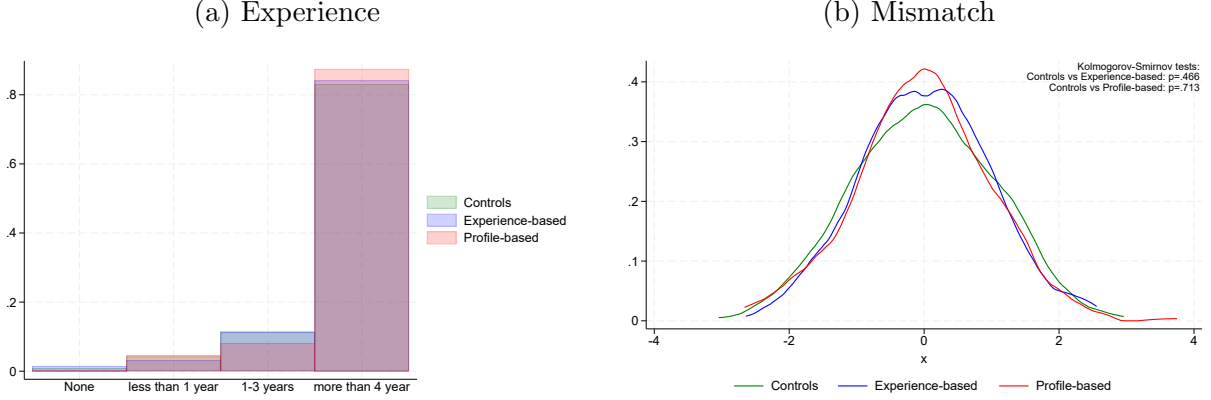 (a) Experience
.8
.6
.4
.2
0
None
less than 1 year
1-3 years
more than 4 year
Controls
Experience-based
Profile-based
(b) Mismatch
Kolmogorov-Smirnov tests:
Controls vs Experience-based: p=.466
Controls vs Profile-based: p=.713
.4
.3
.2
.1
0
-4
-2
0
2
4
x
Controls
Experience-based
Profile-based